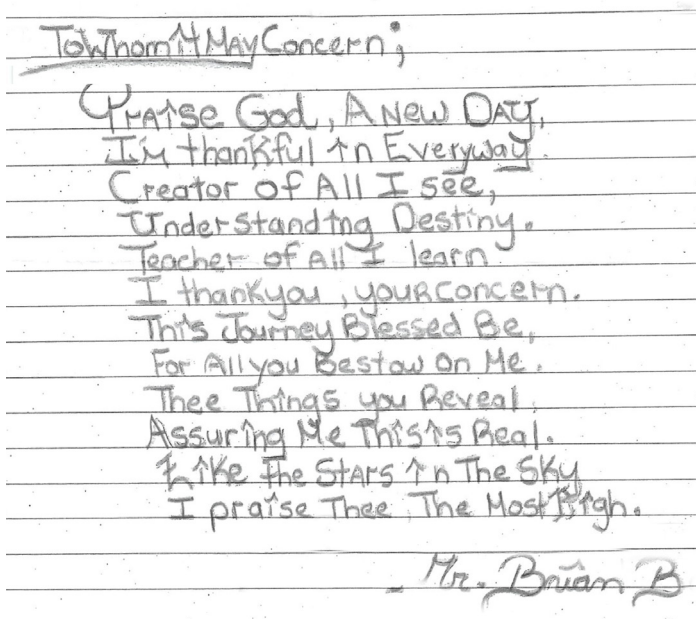 To Whom It May Concern;
Praise God, A New Day,
I'm thankful in Everyway.
Creator of All I see,
Understanding Destiny.
Teacher of All I learn
I thankyou, your concern.
This Journey Blessed Be,
For All you Bestow On Me.
Thee Things you Reveal,
Assuring Me This is Real.
Like The Stars in The Sky
I praise Thee, The Most High.
- Mr. Brian B